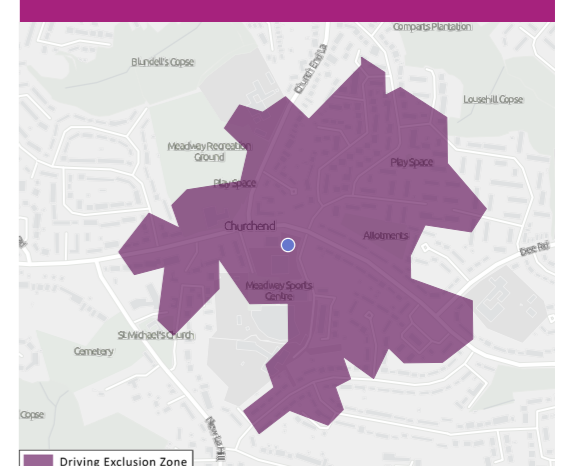 Comparts Plantation
Blundell's Copse
Church End La
Lousehill Copse
Meadway Recreation
Ground
Play Space
Play Space
Churchend
Allotments
Dee Rd
Meadway Sports
Centre
St Michael's Church
Cemetery
Copse
New La Hill
Driving Exclusion Zone